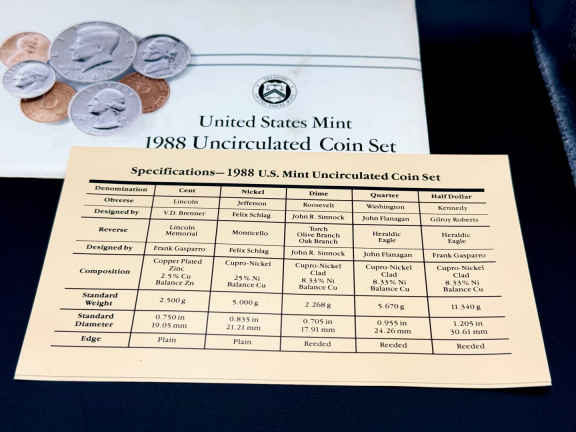 United States Mint
1988 Uncirculated Coin Set
Specifications—1988 U.S. Mint Uncirculated Coin Set
Denomination Cent Nickel Dime Quarter Half Dollar
Obverse Lincoln Jefferson Roosevelt Washington Kennedy
Designed by V.D. Brenner Felix Schlag John R. Sinnock John Flanagan Gilroy Roberts
Reverse Lincoln Memorial Monticello Torch Olive Branch Oak Branch Heraldic Eagle Heraldic Eagle
Designed by Frank Gasparro Felix Schlag John R. Sinnock John Flanagan Frank Gasparro
Composition Copper Plated Zinc 2.5% Cu Balance Zn Cupro-Nickel 25% Ni Balance Cu Cupro-Nickel Clad 8.33% Ni Balance Cu Cupro-Nickel Clad 8.33% Ni Balance Cu Cupro-Nickel Clad 8.33% Ni Balance Cu
Standard Weight 2.500 g 5.000 g 2.268 g 5.670 g 11.340 g
Standard Diameter 0.750 in 19.05 mm 0.835 in 21.21 mm 0.705 in 17.91 mm 0.955 in 24.26 mm 1.205 in 30.61 mm
Edge Plain Plain Reeded Reeded Reeded